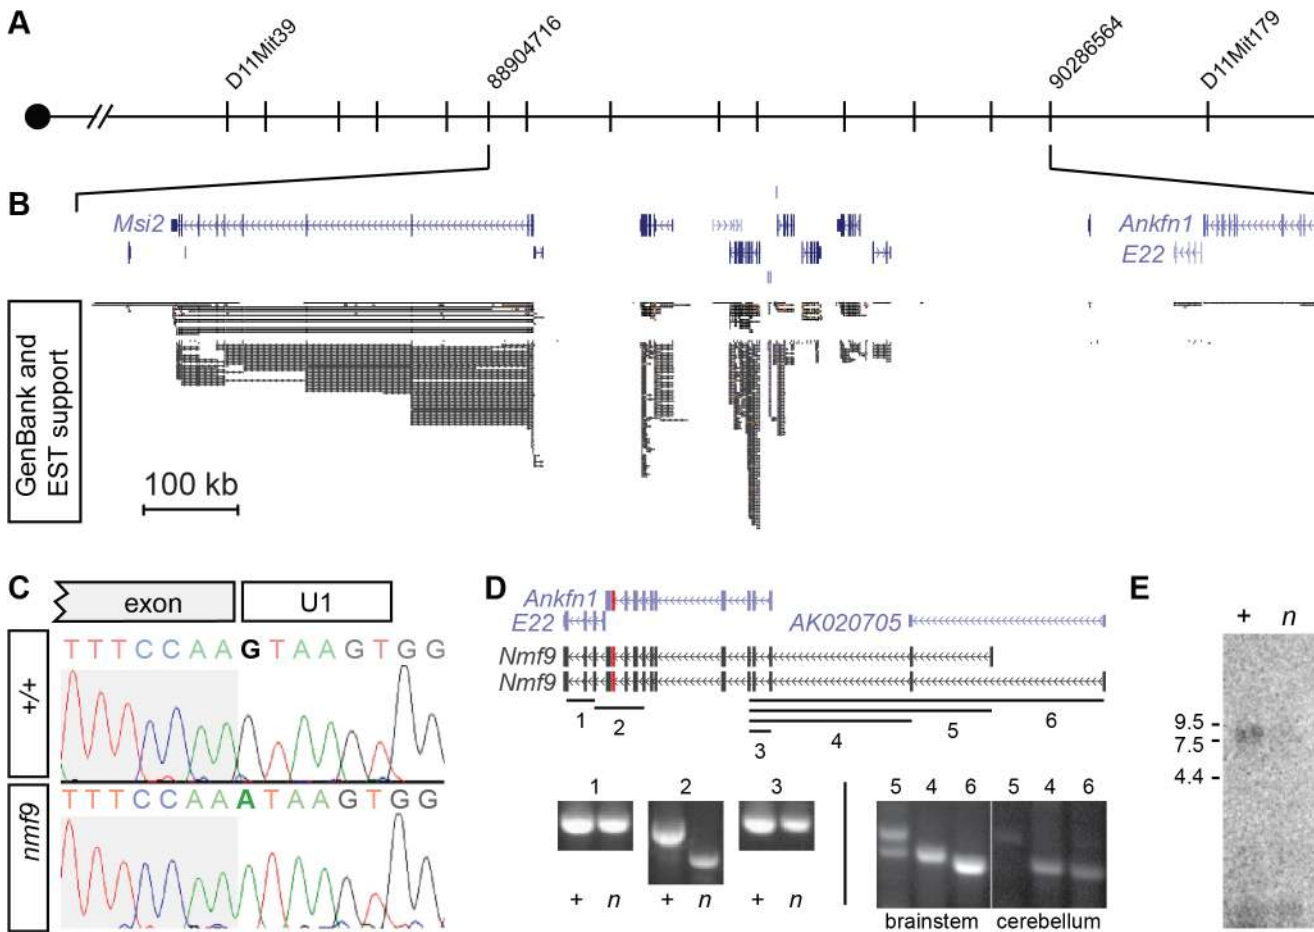 A
D11Mit39
88904716
90286564
D11Mit179
B
Msi2
Ankfn1
E22
GenBank and
EST support
100 kb
C
exon
U1
+/+
TTTCCAAGTAAGTGG
nmf9
TTTCCAAATAAGTGG
D
Ankfn1
E22
AK020705
Nmf9
Nmf9
1
2
3
4
5
6
1 2 3
5 4 6 5 4 6
+ n + n + n
brainstem cerebellum
E
+ n
9.5
7.5
4.4